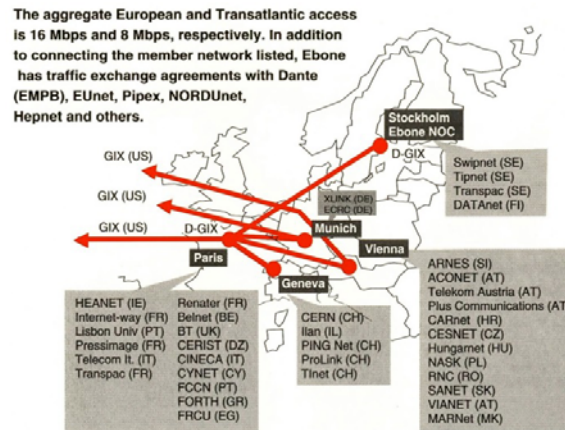 The aggregate European and Transatlantic access
is 16 Mbps and 8 Mbps, respectively. In addition
to connecting the member network listed, Ebone
has traffic exchange agreements with Dante
(EMPB), EUnet, Pipex, NORDUnet,
Hepnet and others.
Stockholm
Ebone NOC
D-GIX
GIX (US)
GIX (US)
GIX (US)
D-GIX
Swipnet (SE)
Tipnet (SE)
Transpac (SE)
DATAnet (FI)
XLINK (DE)
ECRC (DE)
Munich
Vienna
Paris
Geneva
HEANET (IE)
Internet-way (FR)
Lisbon Univ (PT)
Pressimage (FR)
Telecom It. (IT)
Transpac (FR)
Renater (FR)
Belnet (BE)
BT (UK)
CERIST (DZ)
CINECA (IT)
CYNET (CY)
FCCN (PT)
FORTH (GR)
FRCU (EG)
CERN (CH)
Ilan (IL)
PING Net (CH)
ProLink (CH)
TInet (CH)
ARNES (SI)
ACONET (AT)
Telekom Austria (AT)
Plus Communications (AT
CARnet (HR)
CESNET (CZ)
Hungarnet (HU)
NASK (PL)
RNC (RO)
SANET (SK)
VIANET (AT)
MARNet (MK)